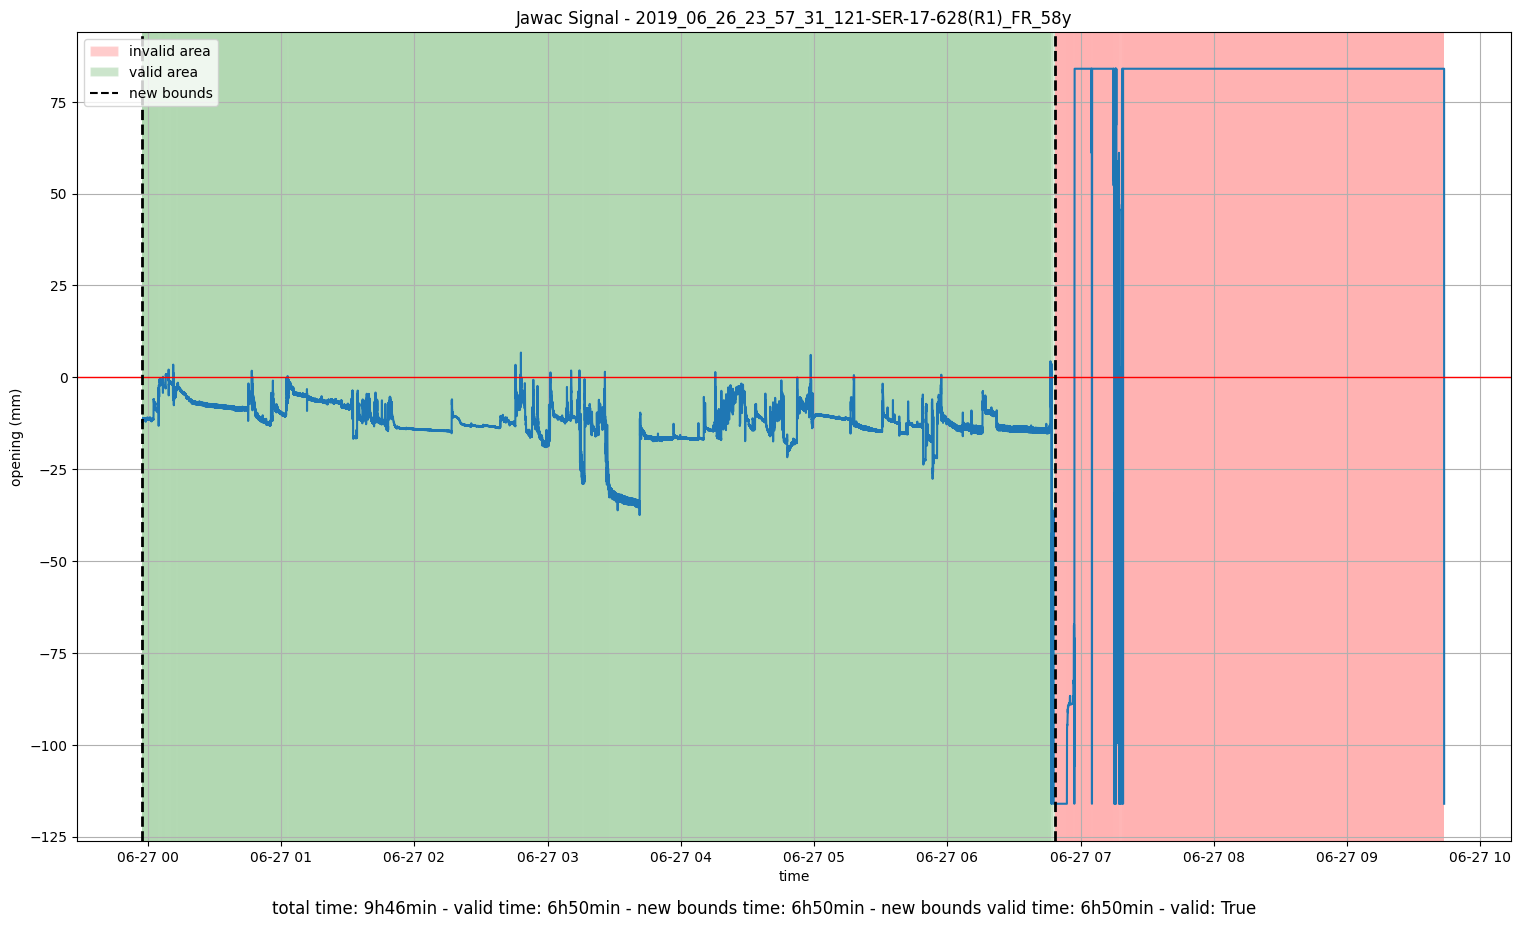 Jawac Signal - 2019_06_26_23_57_31_121-SER-17-628(R1)_FR_58y
invalid area
valid area
new bounds
75
50
25
0
−25
−50
−75
−100
−125
opening (mm)
06-27 00
06-27 01
06-27 02
06-27 03
06-27 04
06-27 05
06-27 06
06-27 07
06-27 08
06-27 09
06-27 10
time
total time: 9h46min - valid time: 6h50min - new bounds time: 6h50min - new bounds valid time: 6h50min - valid: True